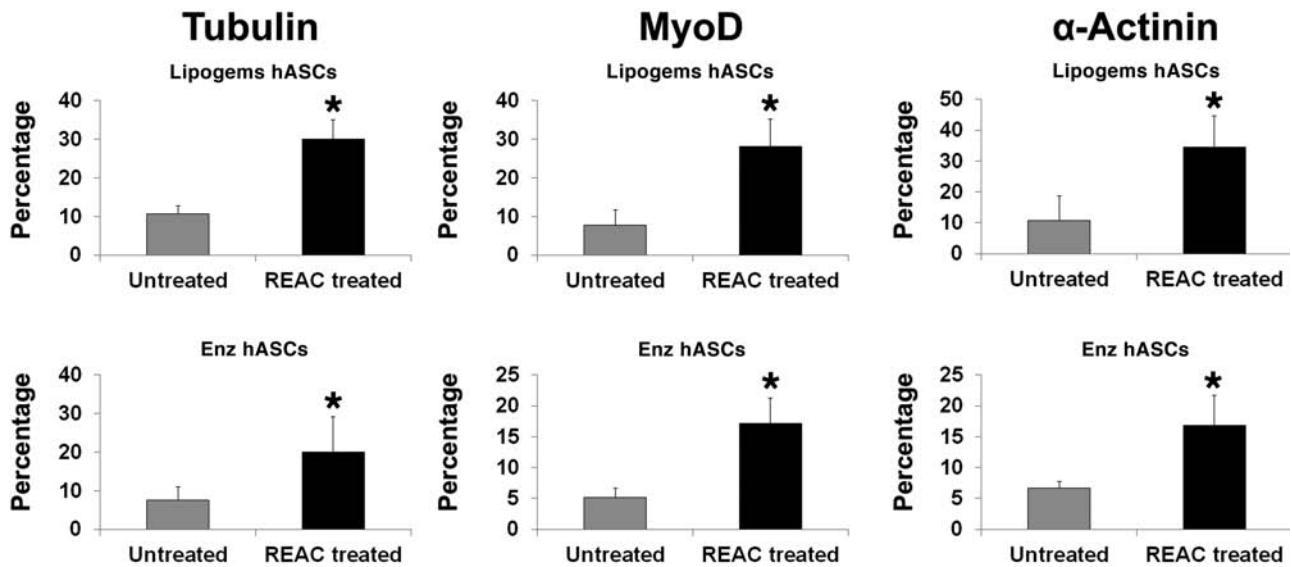 Tubulin
MyoD
α-Actinin
Lipogems hASCs
Percentage
40
30
20
10
0
*
Untreated
REAC treated
Lipogems hASCs
Percentage
40
30
20
10
0
*
Untreated
REAC treated
Lipogems hASCs
Percentage
50
40
30
20
10
0
*
Untreated
REAC treated
Enz hASCs
Percentage
40
30
20
10
0
*
Untreated
REAC treated
Enz hASCs
Percentage
25
20
15
10
5
0
*
Untreated
REAC treated
Enz hASCs
Percentage
25
20
15
10
5
0
*
Untreated
REAC treated